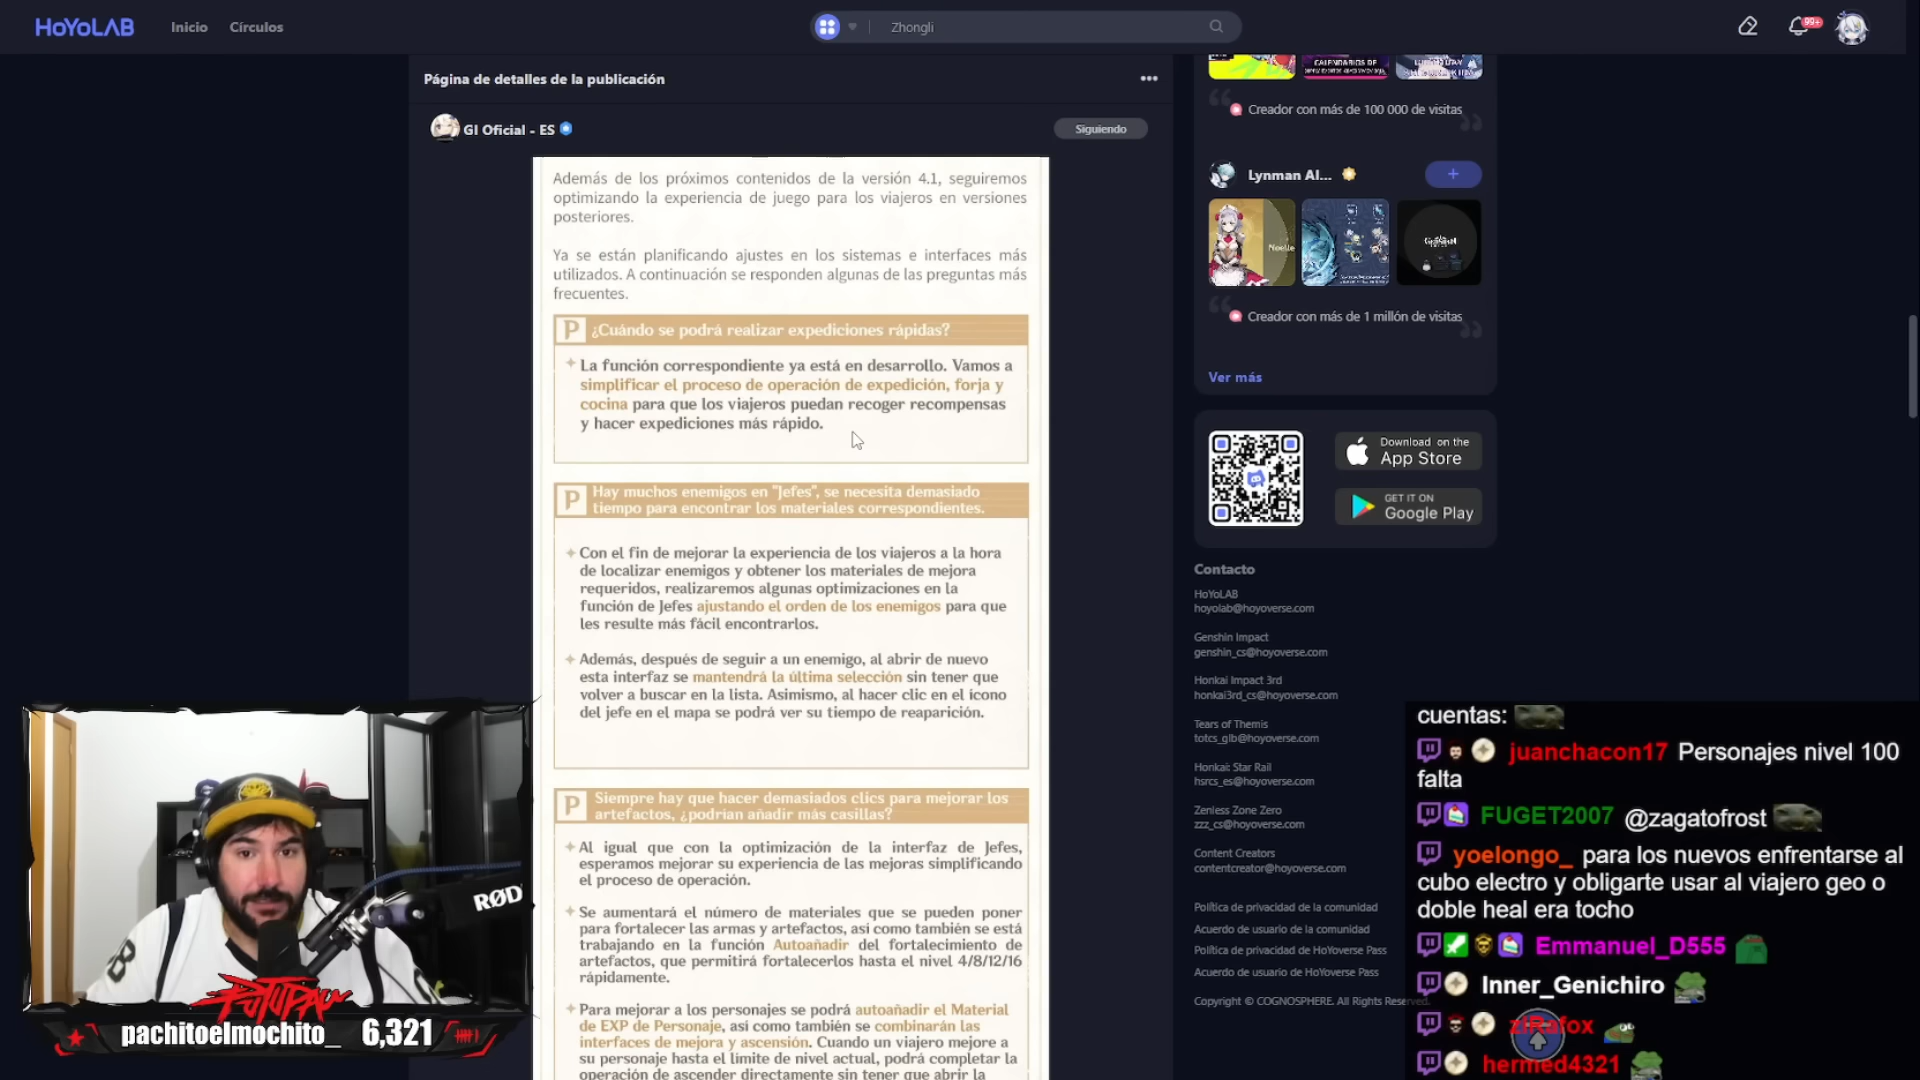 HoYoLAB
Inicio
Círculos
Zhongli
99+
Página de detalles de la publicación
GI Oficial - ES
Siguiendo
Además de los próximos contenidos de la versión 4.1, seguiremos
optimizando la experiencia de juego para los viajeros en versiones
posteriores.
Ya se están planificando ajustes en los sistemas e interfaces más
utilizados. A continuación se responden algunas de las preguntas más
frecuentes.
P ¿Cuándo se podrá realizar expediciones rápidas?
La función correspondiente ya está en desarrollo. Vamos a
simplificar el proceso de operación de expedición, forja y
cocina para que los viajeros puedan recoger recompensas
y hacer expediciones más rápido.
P Hay muchos enemigos en "Jefes", se necesita demasiado
tiempo para encontrar los materiales correspondientes.
Con el fin de mejorar la experiencia de los viajeros a la hora
de localizar enemigos y obtener los materiales de mejora
requeridos, realizaremos algunas optimizaciones en la
función de Jefes ajustando el orden de los enemigos para que
les resulte más fácil encontrarlos.
Además, después de seguir a un enemigo, al abrir de nuevo
esta interfaz se mantendrá la última selección sin tener que
volver a buscar en la lista. Asimismo, al hacer clic en el ícono
del jefe en el mapa se podrá ver su tiempo de reaparición.
P Siempre hay que hacer demasiados clics para mejorar los
artefactos, ¿podrían añadir más casillas?
Al igual que con la optimización de la interfaz de Jefes,
esperamos mejorar su experiencia de las mejoras simplificando
el proceso de operación.
Se aumentará el número de materiales que se pueden poner
para fortalecer las armas y artefactos, así como también se está
trabajando en la función Autoañadir del fortalecimiento de
artefactos, que permitirá fortalecerlos hasta el nivel 4/8/12/16
rápidamente.
Para mejorar a los personajes se podrá autoañadir el Material
de EXP de Personaje, así como también se combinarán las
interfaces de mejora y ascensión. Cuando un viajero mejore a
su personaje hasta el límite de nivel actual, podrá completar la
operación de ascender directamente sin tener que abrir la
CALENDARIOS DE
Creador con más de 100 000 de visitas
Lynman Al...
Noelle
Creador con más de 1 millón de visitas
Ver más
Download on the
App Store
GET IT ON
Google Play
Contacto
HoYoLAB
hoyolab@hoyoverse.com
Genshin Impact
genshin_cs@hoyoverse.com
Honkai Impact 3rd
honkai3rd_cs@hoyoverse.com
Tears of Themis
totcs_glb@hoyoverse.com
Honkai: Star Rail
hsrcs_es@hoyoverse.com
Zenless Zone Zero
zzz_cs@hoyoverse.com
Content Creators
contentcreator@hoyoverse.com
Política de privacidad de la comunidad
Acuerdo de usuario de la comunidad
Política de privacidad de HoYoverse Pass
Acuerdo de usuario de HoYoverse Pass
Copyright © COGNOSPHERE. All Rights Reserved.
cuentas:
juanchacon17 Personajes nivel 100
falta
FUGET2007 @zagatofrost
yoelongo_ para los nuevos enfrentarse al
cubo electro y obligarte usar al viajero geo o
doble heal era tocho
Emmanuel_D555
Inner_Genichiro
hermed4321
RØD
8
pachitoelmochito_ 6,321